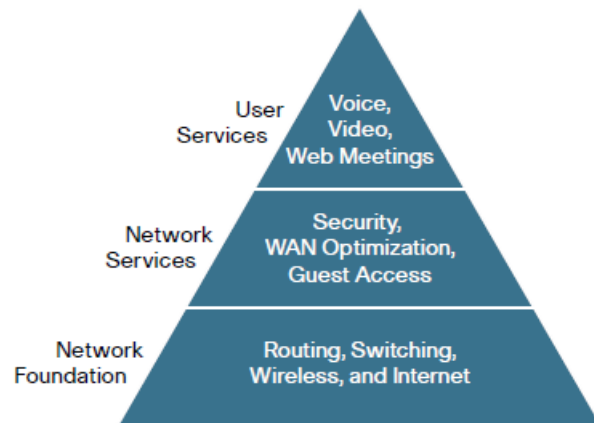 User
Services
Voice,
Video,
Web Meetings
Network
Services
Security,
WAN Optimization,
Guest Access
Network
Foundation
Routing, Switching,
Wireless, and Internet